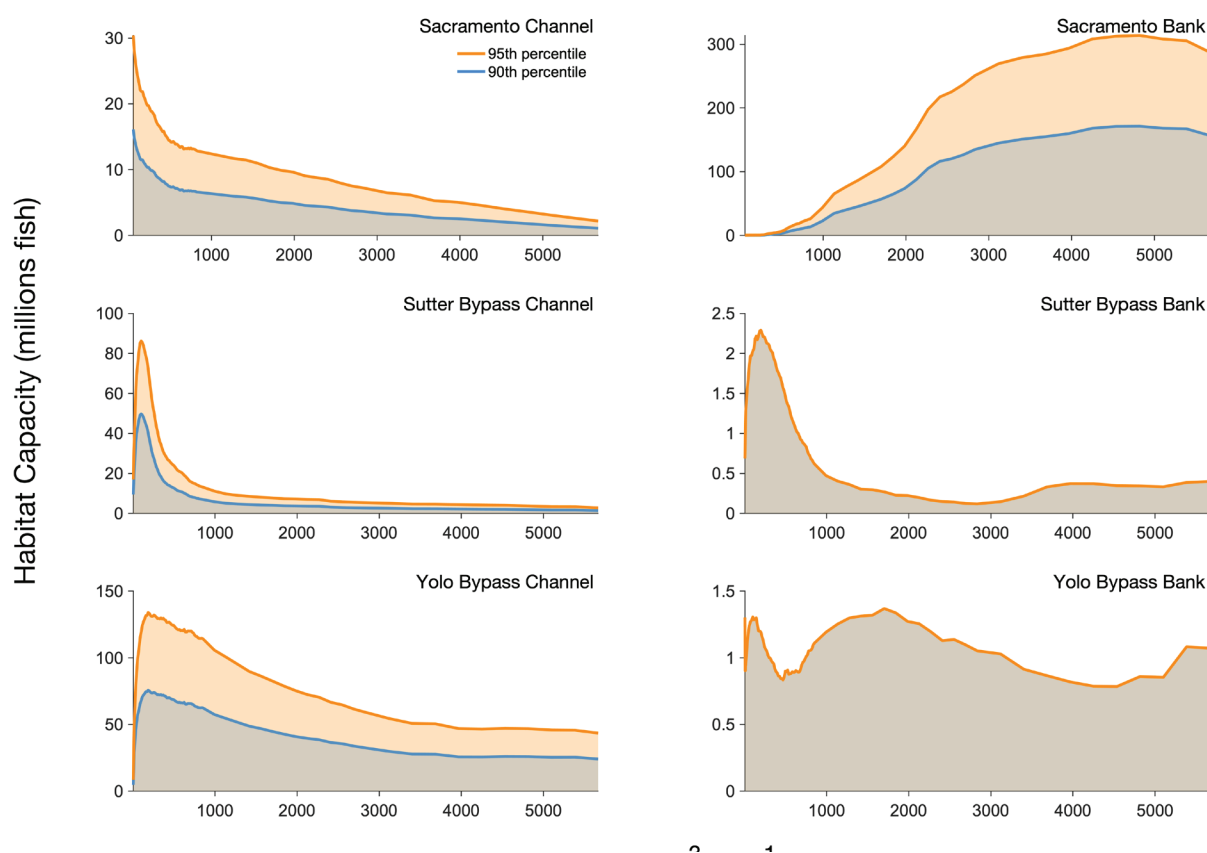 Habitat Capacity (millions fish)
Sacramento Channel
95th percentile
90th percentile
30
20
10
0
1000 2000 3000 4000 5000
Sacramento Bank
300
200
100
0
1000 2000 3000 4000 5000
Sutter Bypass Channel
100
80
60
40
20
0
1000 2000 3000 4000 5000
Sutter Bypass Bank
2.5
2
1.5
1
0.5
0
1000 2000 3000 4000 5000
Yolo Bypass Channel
150
100
50
0
1000 2000 3000 4000 5000
Yolo Bypass Bank
1.5
1
0.5
0
1000 2000 3000 4000 5000